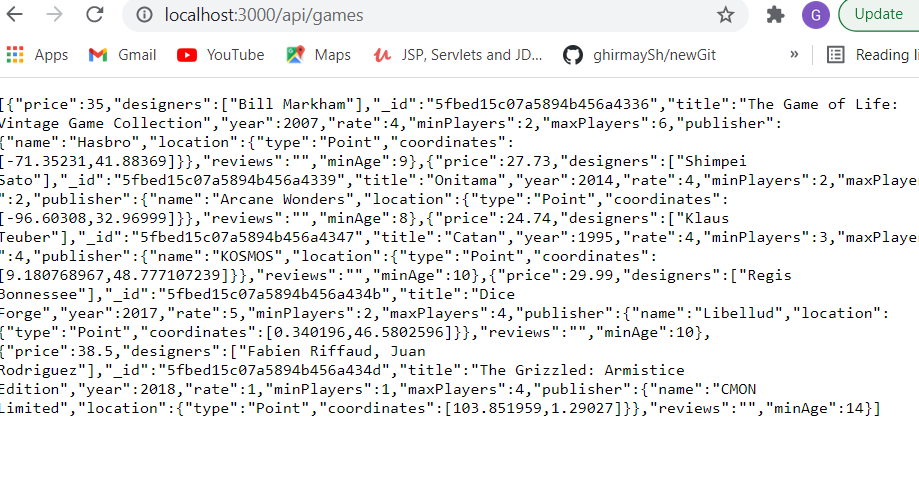 localhost:3000/api/games
G
Update
Apps
Gmail
YouTube
Maps
JSP, Servlets and JD...
ghirmaySh/newGit
»
Reading li
[{"price":35,"designers":["Bill Markham"],"_id":"5fbed15c07a5894b456a4336","title":"The Game of Life:
Vintage Game Collection","year":2007,"rate":4,"minPlayers":2,"maxPlayers":6,"publisher":
{"name":"Hasbro","location":{"type":"Point","coordinates":
[-71.35231,41.88369]}},"reviews":"","minAge":9},{"price":27.73,"designers":["Shimpei
Sato"],"_id":"5fbed15c07a5894b456a4339","title":"Onitama","year":2014,"rate":4,"minPlayers":2,"maxPlaye
":2,"publisher":{"name":"Arcane Wonders","location":{"type":"Point","coordinates":
[-96.60308,32.96999]}},"reviews":"","minAge":8},{"price":24.74,"designers":["Klaus
Teuber"],"_id":"5fbed15c07a5894b456a4347","title":"Catan","year":1995,"rate":4,"minPlayers":3,"maxPlaye
":4,"publisher":{"name":"KOSMOS","location":{"type":"Point","coordinates":
[9.180768967,48.777107239]}},"reviews":"","minAge":10},{"price":29.99,"designers":["Regis
Bonnessee"],"_id":"5fbed15c07a5894b456a434b","title":"Dice
Forge","year":2017,"rate":5,"minPlayers":2,"maxPlayers":4,"publisher":{"name":"Libellud","location":
{"type":"Point","coordinates":[0.340196,46.5802596]}},"reviews":"","minAge":10},
{"price":38.5,"designers":["Fabien Riffaud, Juan
Rodriguez"],"_id":"5fbed15c07a5894b456a434d","title":"The Grizzled: Armistice
Edition","year":2018,"rate":1,"minPlayers":1,"maxPlayers":4,"publisher":{"name":"CMON
Limited","location":{"type":"Point","coordinates":[103.851959,1.29027]}},"reviews":"","minAge":14}]